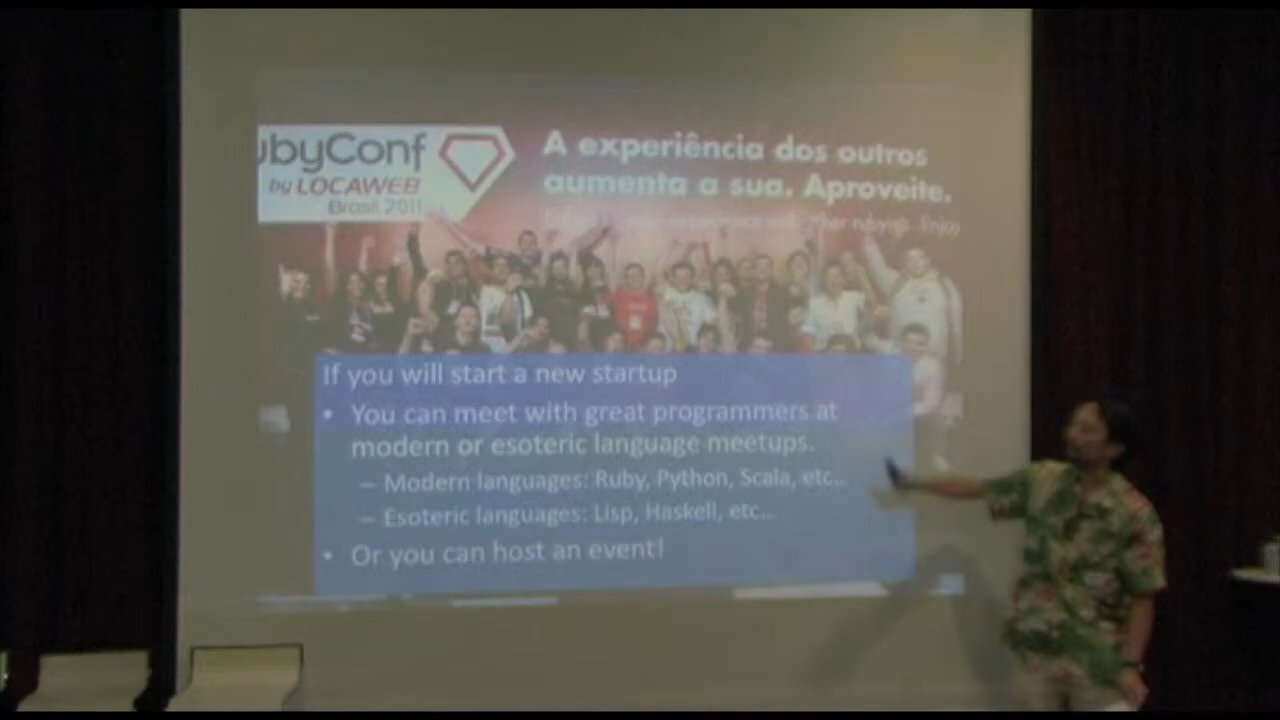 ubyConf
by LOCAWEB
Brasil 2011
A experiência dos outros
aumenta a sua. Aproveite.
Enjoy
If you will start a new startup
• You can meet with great programmers at
modern or esoteric language meetups.
– Modern languages: Ruby, Python, Scala, etc...
– Esoteric languages: Lisp, Haskell, etc...
• Or you can host an event!